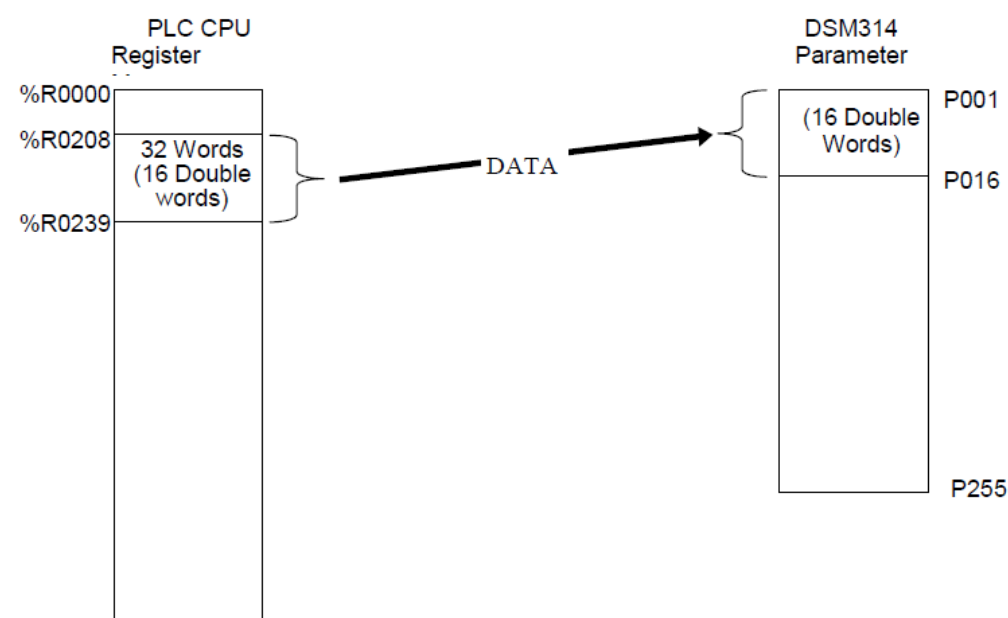 PLC CPU
Register
%R0000
%R0208
32 Words
(16 Double
words)
%R0239
DATA
DSM314
Parameter
P001
(16 Double
Words)
P016
P255